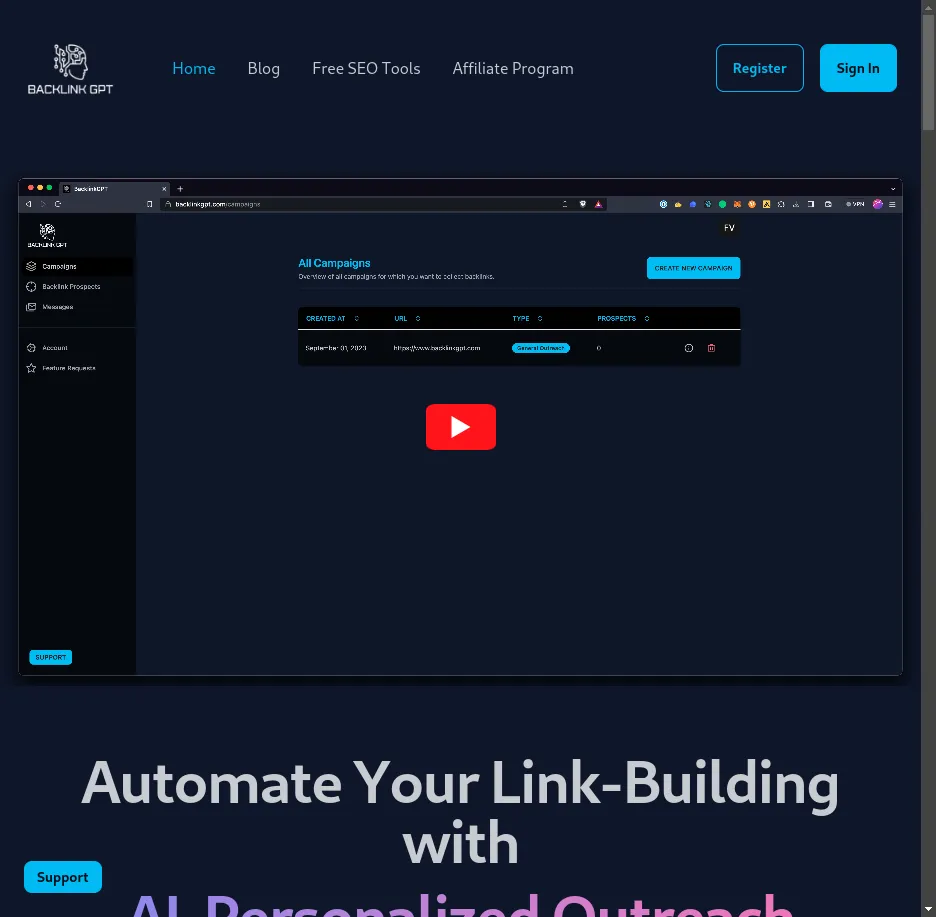 BACKLINK GPT
Home Blog Free SEO Tools Affiliate Program
Register Sign In
BacklinkGPT
backlinkgpt.com/campaigns
VPN
BACKLINK GPT
FV
Campaigns
Backlink Prospects
Messages
Account
Feature Requests
SUPPORT
All Campaigns
Overview of all campaigns for which you want to collect backlinks.
CREATE NEW CAMPAIGN
CREATED AT URL TYPE PROSPECTS
September 01, 2023 https://www.backlinkgpt.com General Outreach 0
Automate Your Link-Building
with
AI-Personalized Outreach
Support